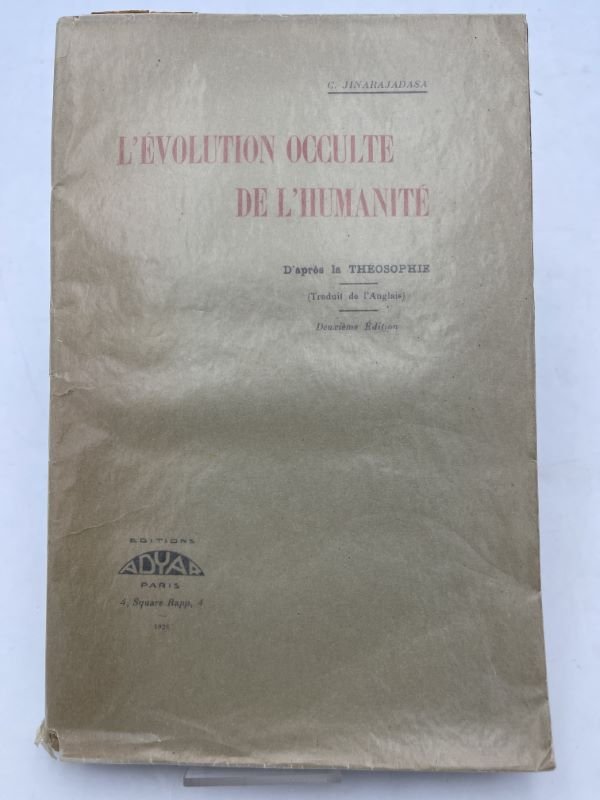 C. JINARAJADASA
L'ÉVOLUTION OCCULTE
DE L'HUMANITÉ
D'après la THÉOSOPHIE
(Traduit de l'Anglais)
Deuxième Édition
EDITIONS
ADYAR
PARIS
4, Square Rapp, 4